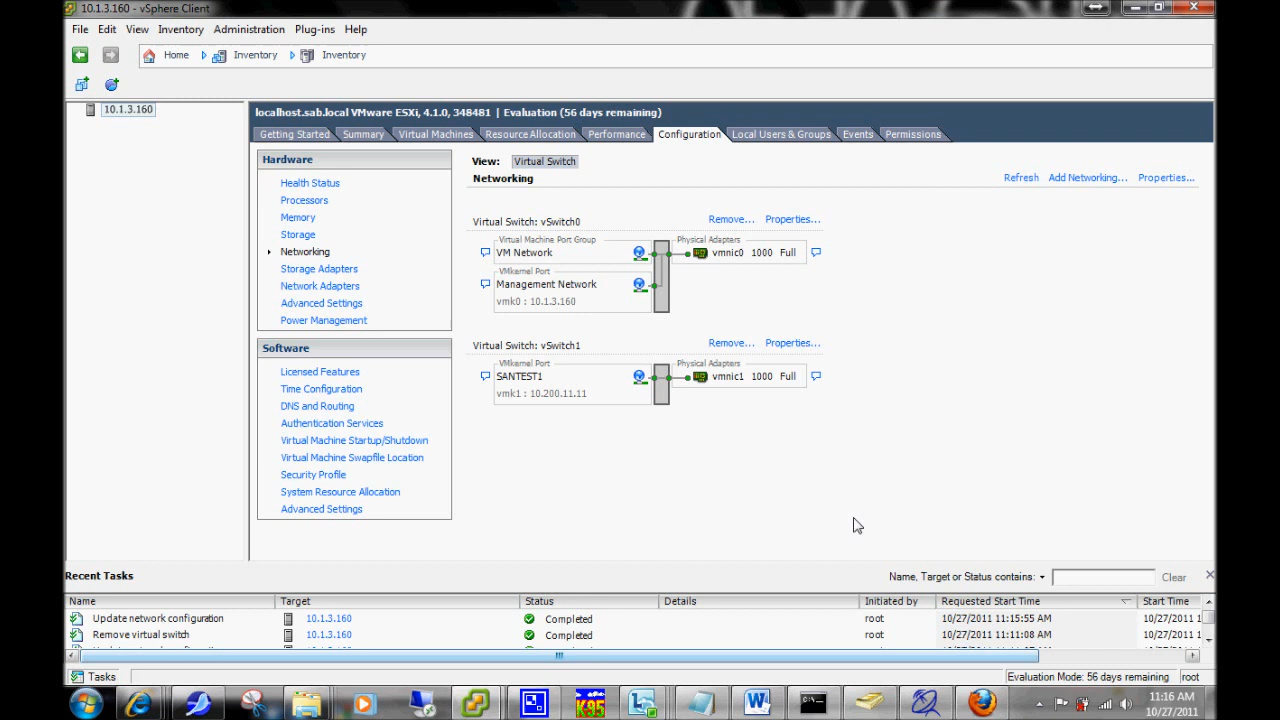 10.1.3.160 - vSphere Client
File Edit View Inventory Administration Plug-ins Help
Home Inventory Inventory
10.1.3.160
localhost.sab.local VMware ESXi, 4.1.0, 348481 | Evaluation (56 days remaining)
Getting Started Summary Virtual Machines Resource Allocation Performance Configuration Local Users & Groups Events Permissions
Hardware
Health Status
Processors
Memory
Storage
Networking
Storage Adapters
Network Adapters
Advanced Settings
Power Management
Software
Licensed Features
Time Configuration
DNS and Routing
Authentication Services
Virtual Machine Startup/Shutdown
Virtual Machine Swapfile Location
Security Profile
System Resource Allocation
Advanced Settings
View: Virtual Switch
Networking
Refresh Add Networking... Properties...
Virtual Switch: vSwitch0 Remove... Properties...
Virtual Machine Port Group Physical Adapters
VM Network vmnic0 1000 Full
VMkernel Port
Management Network
vmk0 : 10.1.3.160
Virtual Switch: vSwitch1 Remove... Properties...
VMkernel Port Physical Adapters
SANTEST1 vmnic1 1000 Full
vmk1 : 10.200.11.11
Recent Tasks Name, Target or Status contains: Clear
Name Target Status Details Initiated by Requested Start Time Start Time
Update network configuration 10.1.3.160 Completed root 10/27/2011 11:15:55 AM 10/27/2011 1
Remove virtual switch 10.1.3.160 Completed root 10/27/2011 11:11:08 AM 10/27/2011 1
Tasks Evaluation Mode: 56 days remaining root
K95
W
11:16 AM
10/27/2011